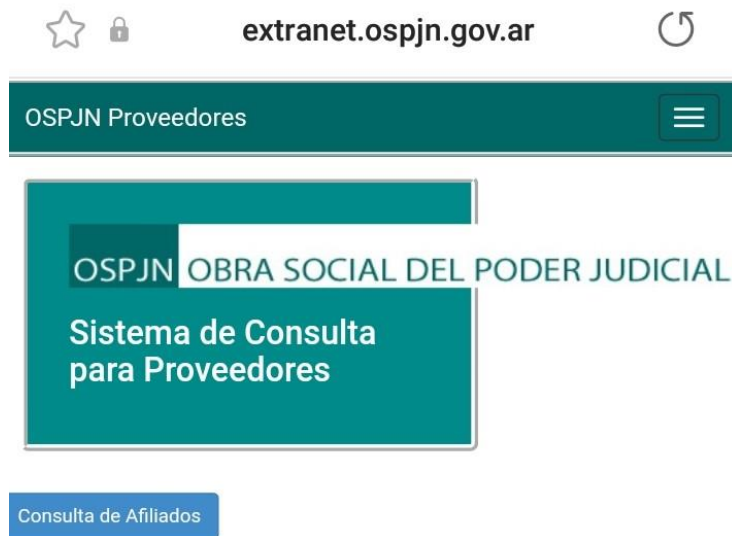 extranet.ospjn.gov.ar
OSPJN Proveedores
OSPJN OBRA SOCIAL DEL PODER JUDICIAL
Sistema de Consulta
para Proveedores
Consulta de Afiliados